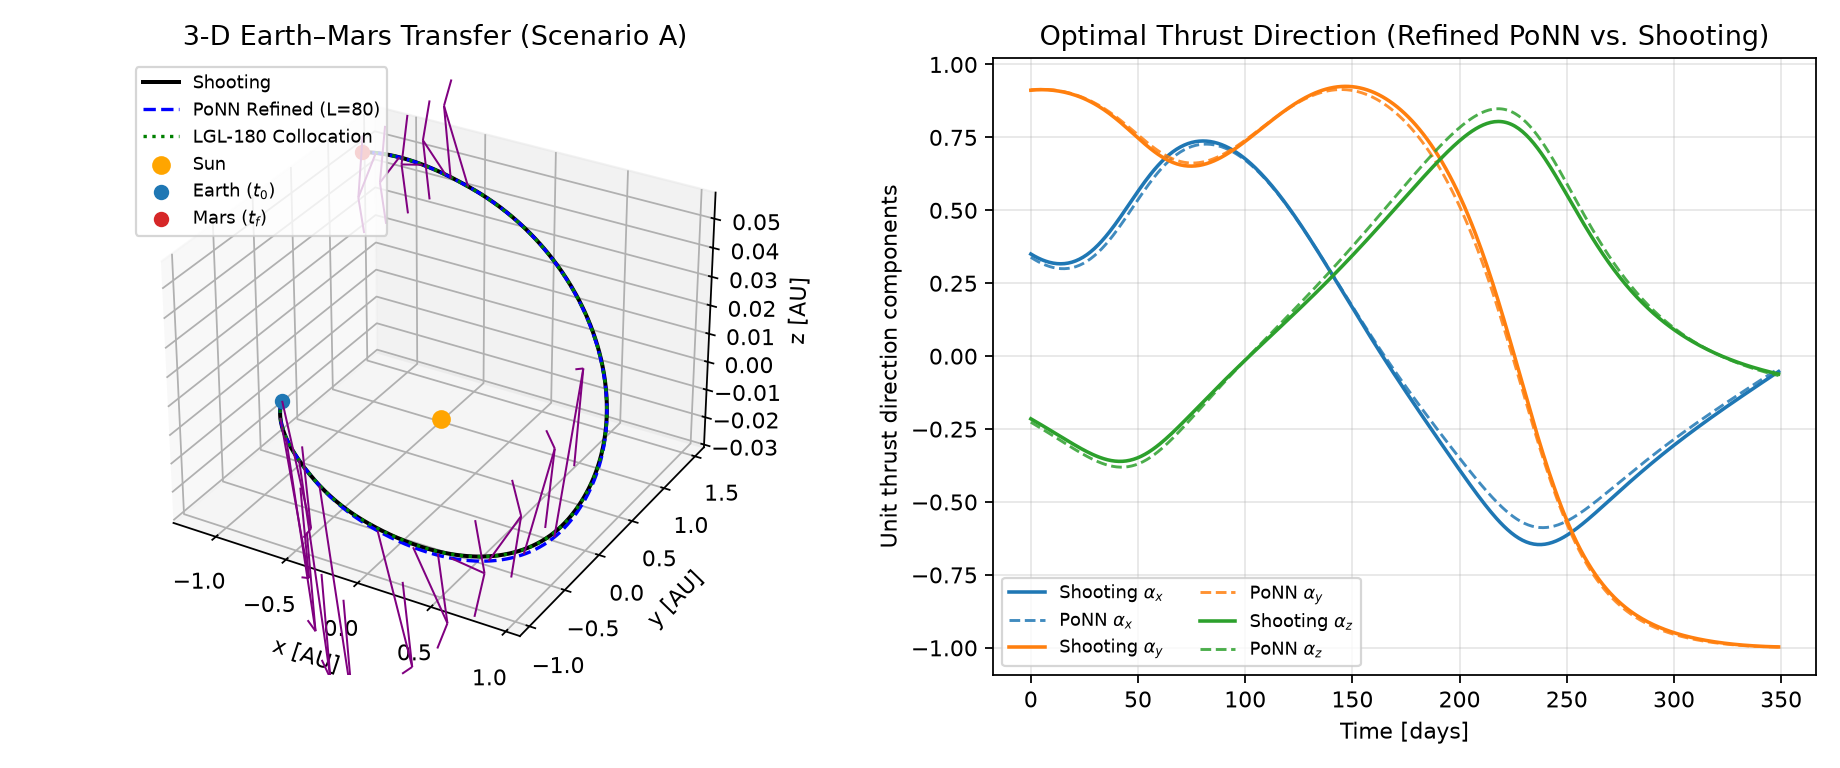 3-D Earth–Mars Transfer (Scenario A)
Shooting
PoNN Refined (L=80)
LGL-180 Collocation
Sun
Earth (t₀)
Mars (t_f)
0.05
0.04
0.03
0.02
0.01
0.00
−0.01
−0.02
−0.03
z [AU]
1.5
1.0
0.5
0.0
−0.5
−1.0
y [AU]
−1.0
−0.5
0.0
0.5
1.0
x [AU]
Optimal Thrust Direction (Refined PoNN vs. Shooting)
Unit thrust direction components
1.00
0.75
0.50
0.25
0.00
−0.25
−0.50
−0.75
−1.00
Shooting αₓ
PoNN αₓ
Shooting α_y
PoNN α_y
Shooting α_z
PoNN α_z
0 50 100 150 200 250 300 350
Time [days]